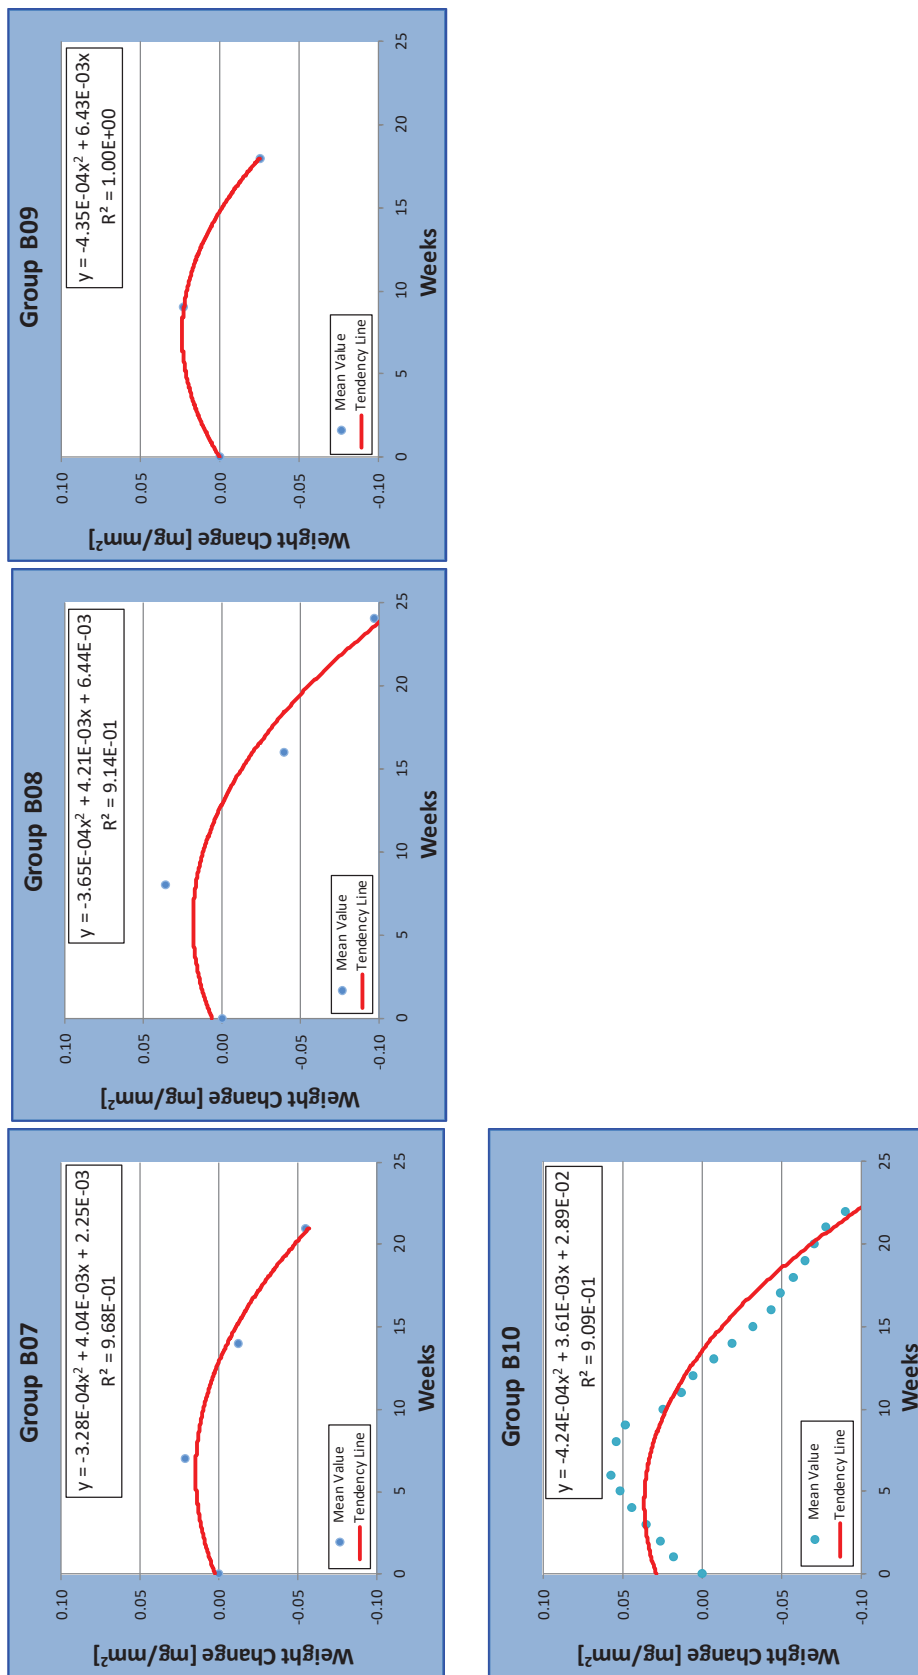 Group B07
y = -3.28E-04x² + 4.04E-03x + 2.25E-03
R² = 9.68E-01
0.10
0.05
0.00
-0.05
-0.10
0 5 10 15 20 25
Weight Change [mg/mm²]
Weeks
Mean Value
Tendency Line
Group B08
y = -3.65E-04x² + 4.21E-03x + 6.44E-03
R² = 9.14E-01
0.10
0.05
0.00
-0.05
-0.10
0 5 10 15 20 25
Weight Change [mg/mm²]
Weeks
Mean Value
Tendency Line
Group B09
y = -4.35E-04x² + 6.43E-03x
R² = 1.00E+00
0.10
0.05
0.00
-0.05
-0.10
0 5 10 15 20 25
Weight Change [mg/mm²]
Weeks
Mean Value
Tendency Line
Group B10
y = -4.24E-04x² + 3.61E-03x + 2.89E-02
R² = 9.09E-01
0.10
0.05
0.00
-0.05
-0.10
0 5 10 15 20 25
Weight Change [mg/mm²]
Weeks
Mean Value
Tendency Line